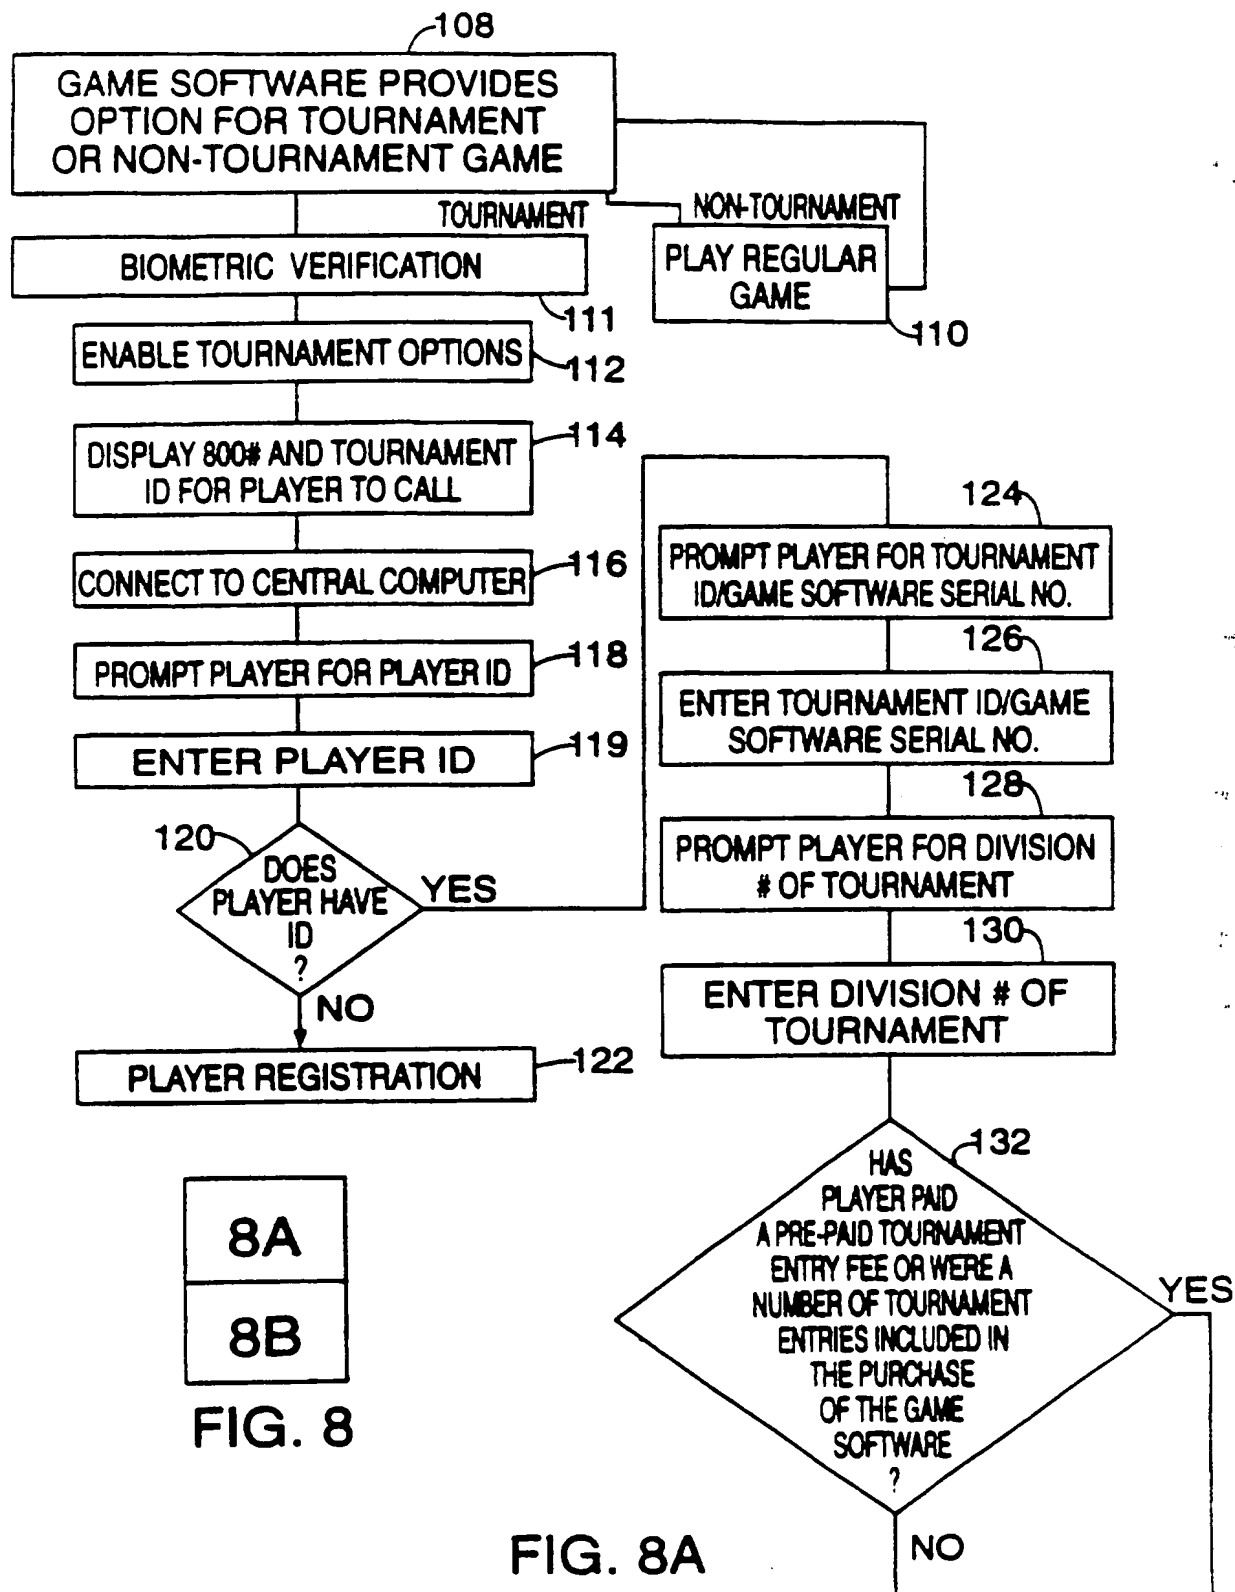 108
GAME SOFTWARE PROVIDES
OPTION FOR TOURNAMENT
OR NON-TOURNAMENT GAME
TOURNAMENT
NON-TOURNAMENT
PLAY REGULAR
GAME
110
BIOMETRIC VERIFICATION
111
ENABLE TOURNAMENT OPTIONS
112
DISPLAY 800# AND TOURNAMENT
ID FOR PLAYER TO CALL
114
CONNECT TO CENTRAL COMPUTER
116
PROMPT PLAYER FOR PLAYER ID
118
ENTER PLAYER ID
119
120
DOES
PLAYER HAVE
ID
?
YES
NO
PLAYER REGISTRATION
122
124
PROMPT PLAYER FOR TOURNAMENT
ID/GAME SOFTWARE SERIAL NO.
126
ENTER TOURNAMENT ID/GAME
SOFTWARE SERIAL NO.
128
PROMPT PLAYER FOR DIVISION
# OF TOURNAMENT
130
ENTER DIVISION # OF
TOURNAMENT
132
HAS
PLAYER PAID
A PRE-PAID TOURNAMENT
ENTRY FEE OR WERE A
NUMBER OF TOURNAMENT
ENTRIES INCLUDED IN
THE PURCHASE
OF THE GAME
SOFTWARE
?
YES
NO
8A
8B
FIG. 8
FIG. 8A